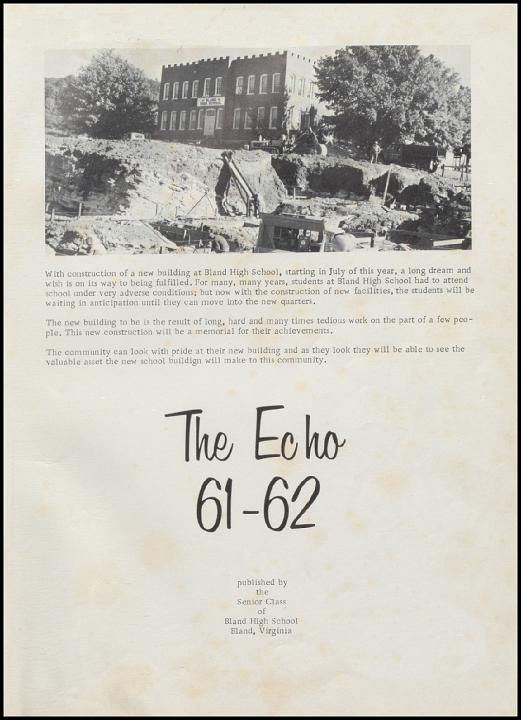 With construction of a new building at Bland High School, starting in July of this year, a long dream and
wish is on its way to being fulfilled. For many, many years, students at Bland High School had to attend
school under very adverse conditions; but now with the construction of new facilities, the students will be
waiting in anticipation until they can move into the new quarters.
The new building to be is the result of long, hard and many times tedious work on the part of a few peo-
ple. This new construction will be a memorial for their achievements.
The community can look with pride at their new building and as they look they will be able to see the
valuable asset the new school buildign will make to this community.
The Echo
61-62
published by
the
Senior Class
of
Bland High School
Bland, Virginia